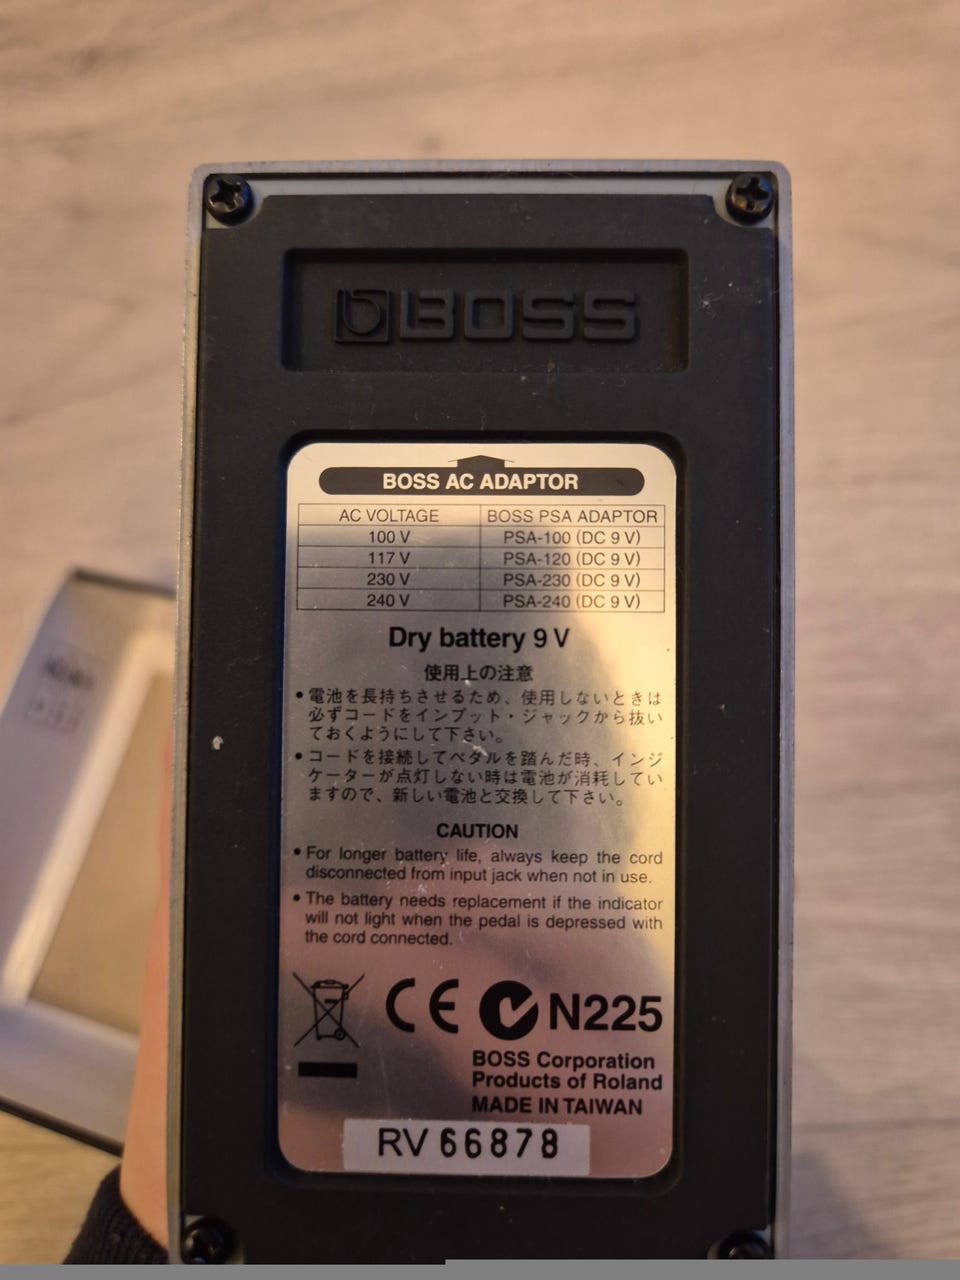 BOSS
BOSS AC ADAPTOR
AC VOLTAGE BOSS PSA ADAPTOR
100 V PSA-100 (DC 9 V)
117 V PSA-120 (DC 9 V)
230 V PSA-230 (DC 9 V)
240 V PSA-240 (DC 9 V)
Dry battery 9 V
使用上の注意
• 電池を長持ちさせるため、使用しないときは
必ずコードをインプット・ジャックから抜い
ておくようにして下さい。
• コードを接続してペダルを踏んだ時、インジ
ケーターが点灯しない時は電池が消耗してい
ますので、新しい電池と交換して下さい。
CAUTION
• For longer battery life, always keep the cord
disconnected from input jack when not in use.
• The battery needs replacement if the indicator
will not light when the pedal is depressed with
the cord connected.
CE N225
BOSS Corporation
Products of Roland
MADE IN TAIWAN
RV 66878